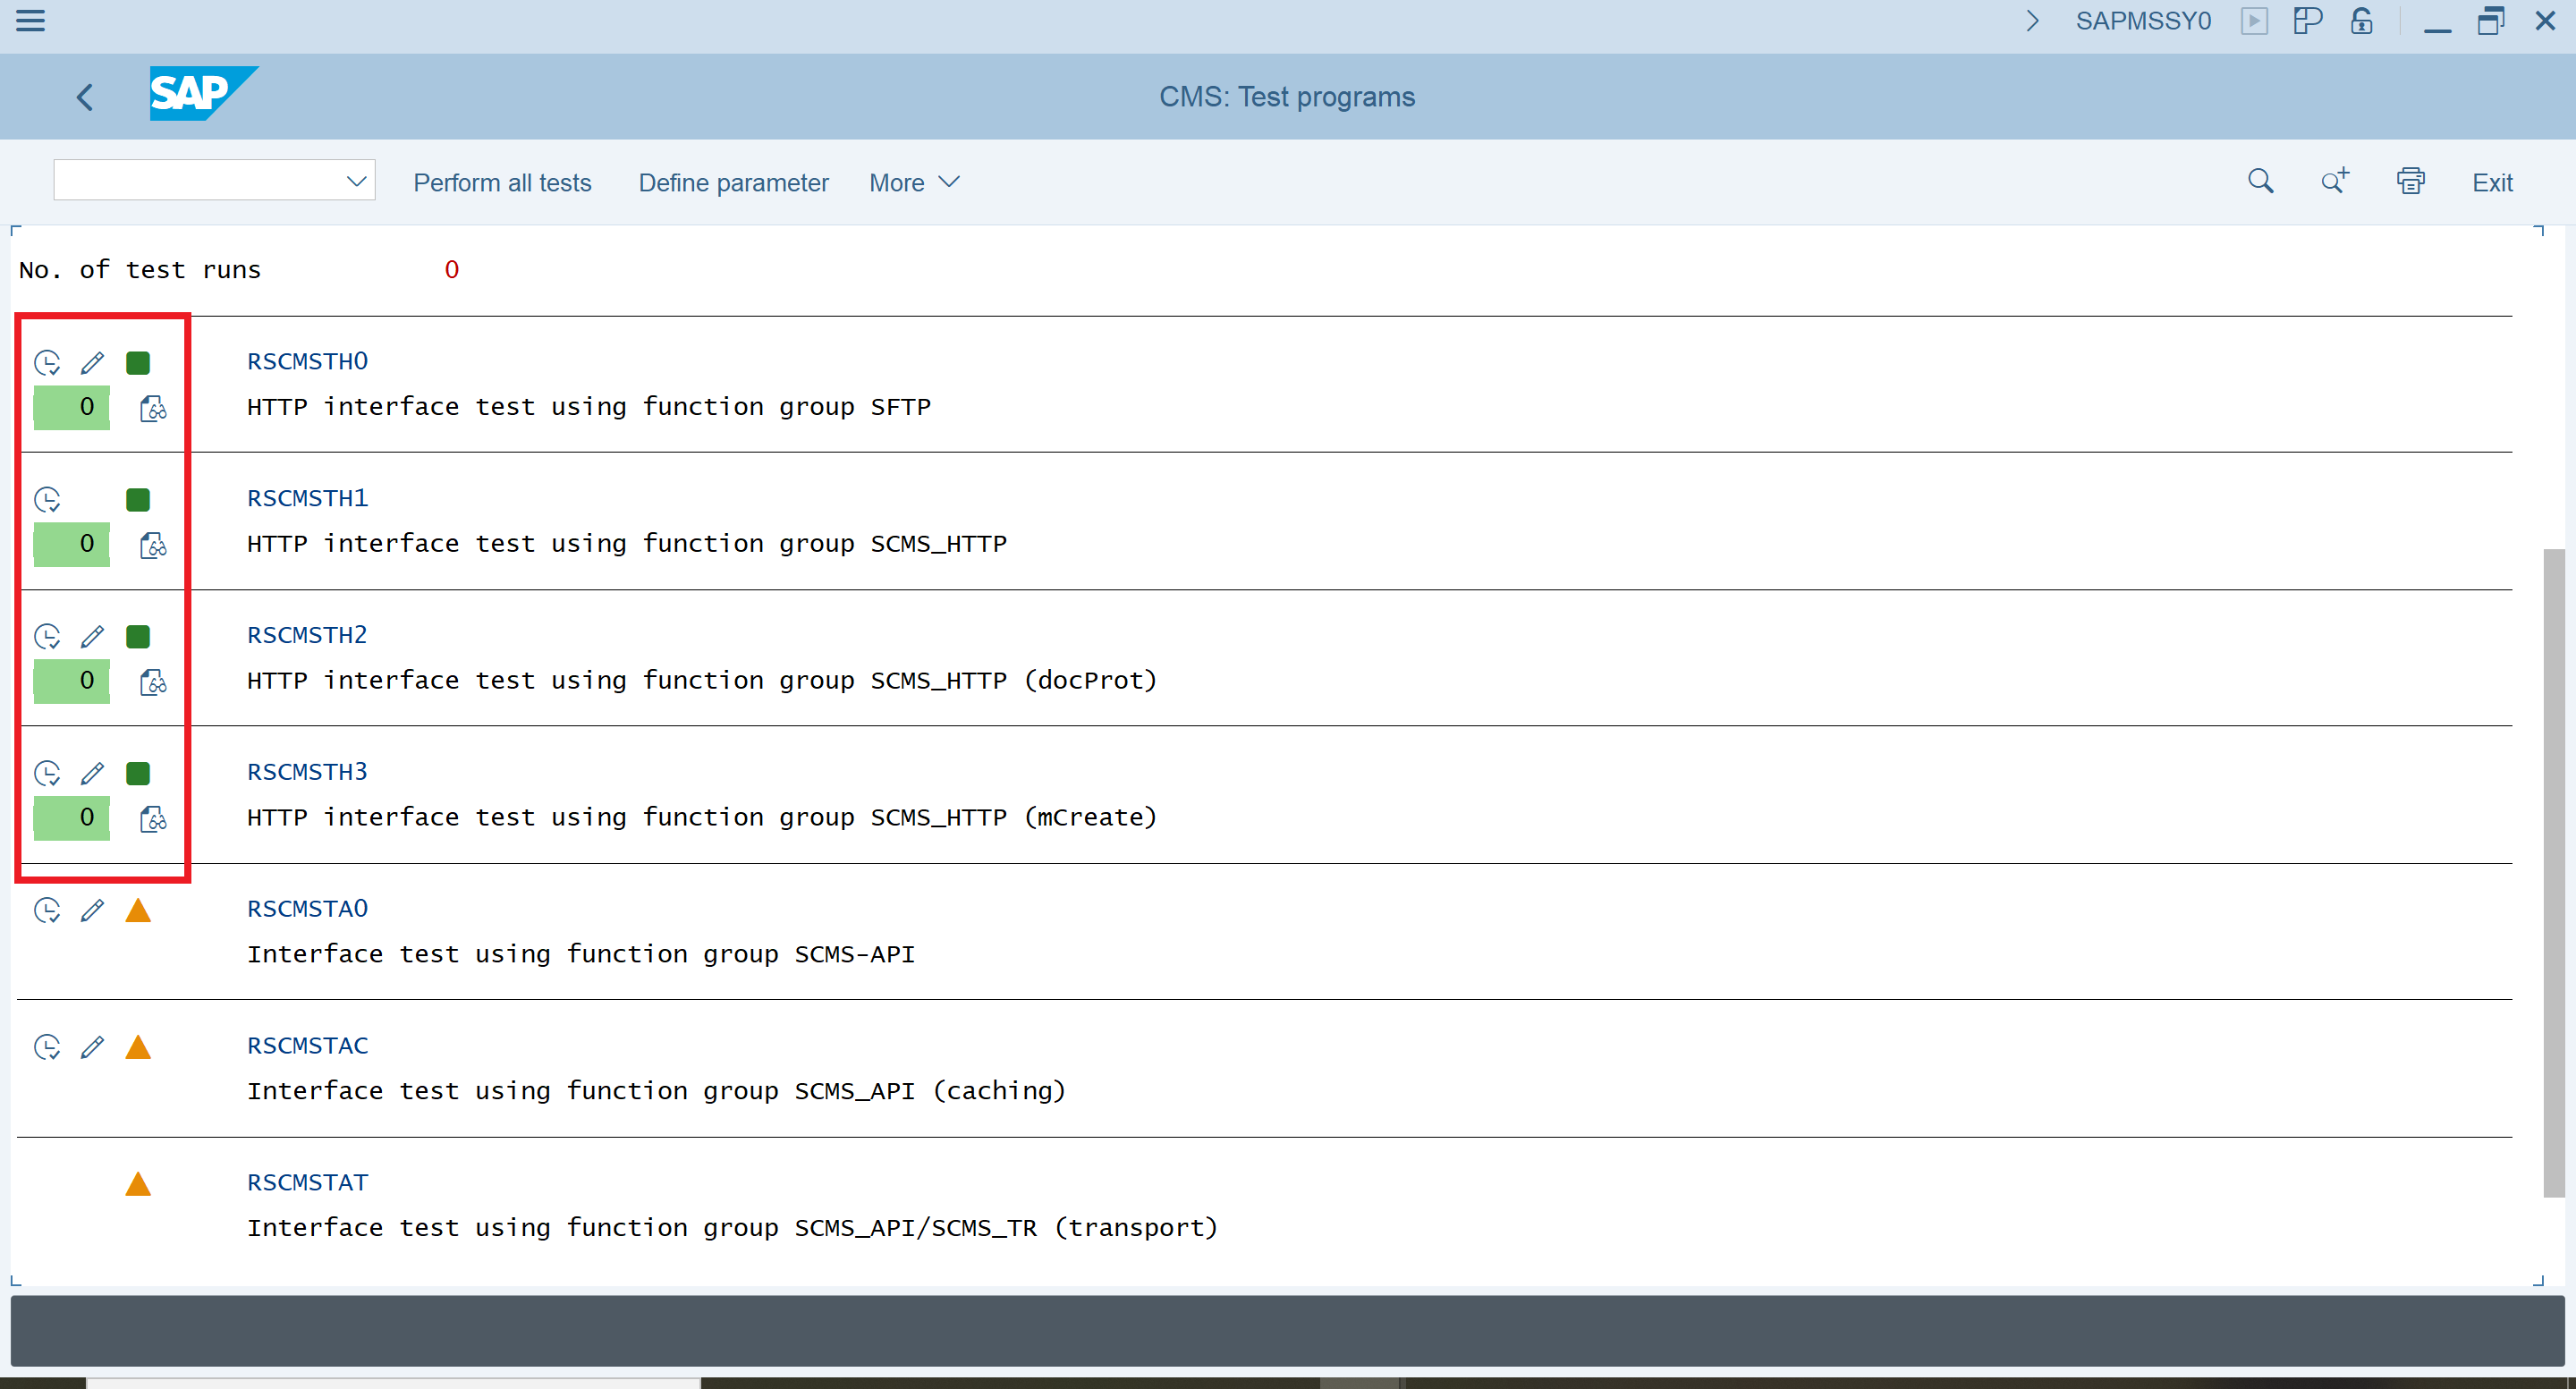 SAPMSSY0
SAP
CMS: Test programs
Perform all tests
Define parameter
More
Exit
No. of test runs 0
RSCMSTH0
0 HTTP interface test using function group SFTP
RSCMSTH1
0 HTTP interface test using function group SCMS_HTTP
RSCMSTH2
0 HTTP interface test using function group SCMS_HTTP (docProt)
RSCMSTH3
0 HTTP interface test using function group SCMS_HTTP (mCreate)
RSCMSTA0
Interface test using function group SCMS-API
RSCMSTAC
Interface test using function group SCMS_API (caching)
RSCMSTAT
Interface test using function group SCMS_API/SCMS_TR (transport)